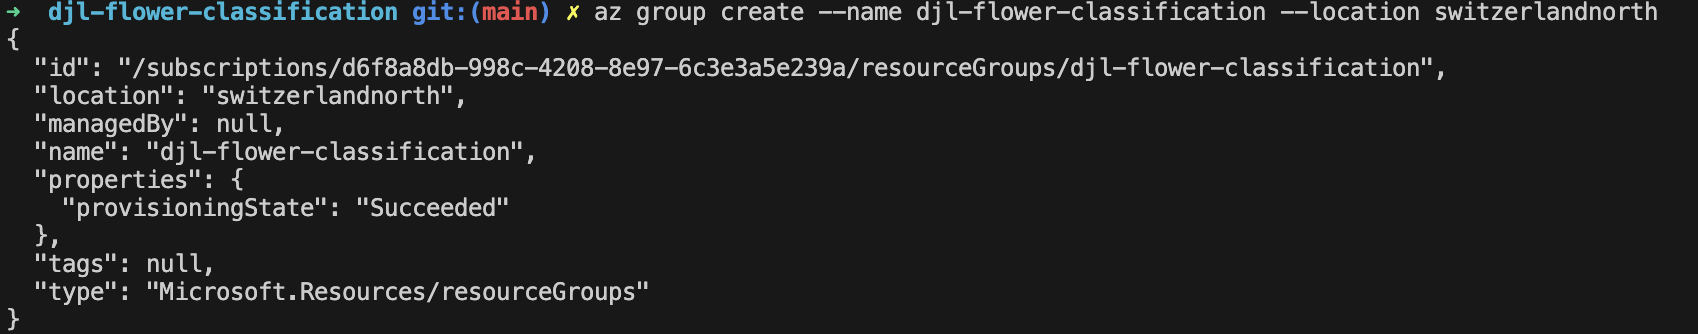 ➜  djl-flower-classification git:(main) ✗ az group create --name djl-flower-classification --location switzerlandnorth
{
  "id": "/subscriptions/d6f8a8db-998c-4208-8e97-6c3e3a5e239a/resourceGroups/djl-flower-classification",
  "location": "switzerlandnorth",
  "managedBy": null,
  "name": "djl-flower-classification",
  "properties": {
    "provisioningState": "Succeeded"
  },
  "tags": null,
  "type": "Microsoft.Resources/resourceGroups"
}